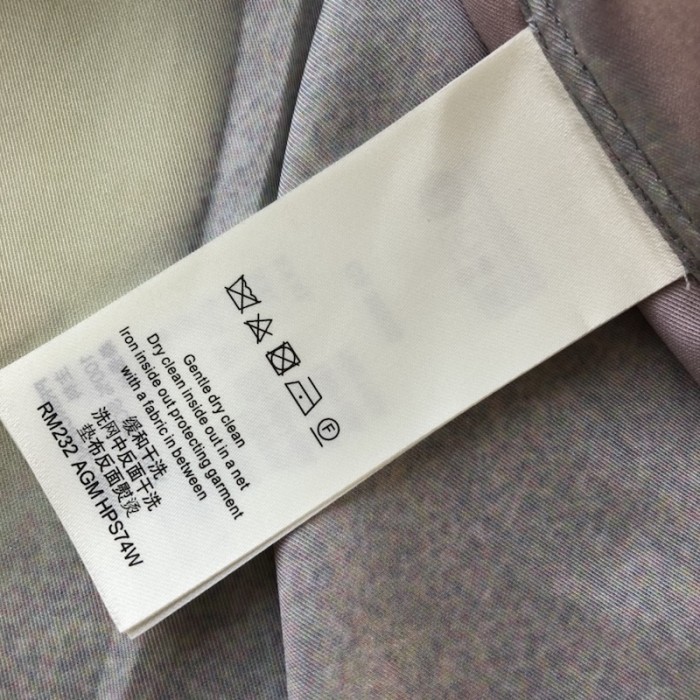 F
Gentle dry clean
Dry clean inside out in a net
Iron inside out protecting garment
with a fabric in between
缓和干洗
洗网中反面干洗
垫布反面熨烫
RM232 AGM HPS74W